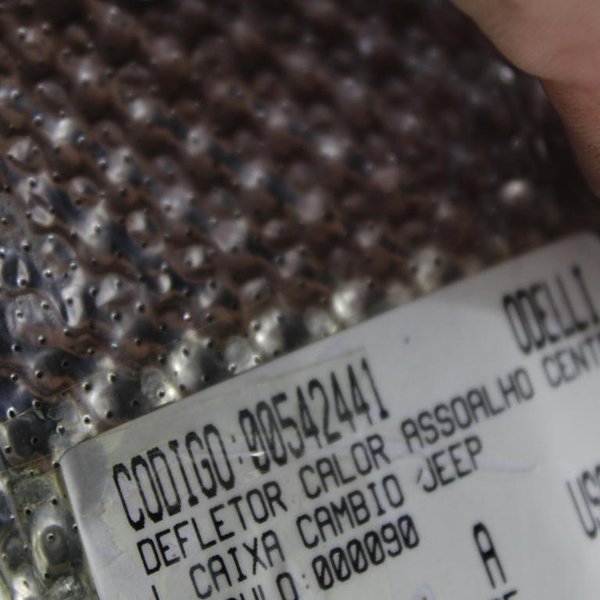 ODELLI
CODIGO:00542441
DEFLETOR CALOR ASSOALHO CENT
CAIXA CAMBIO JEEP
:000090
A